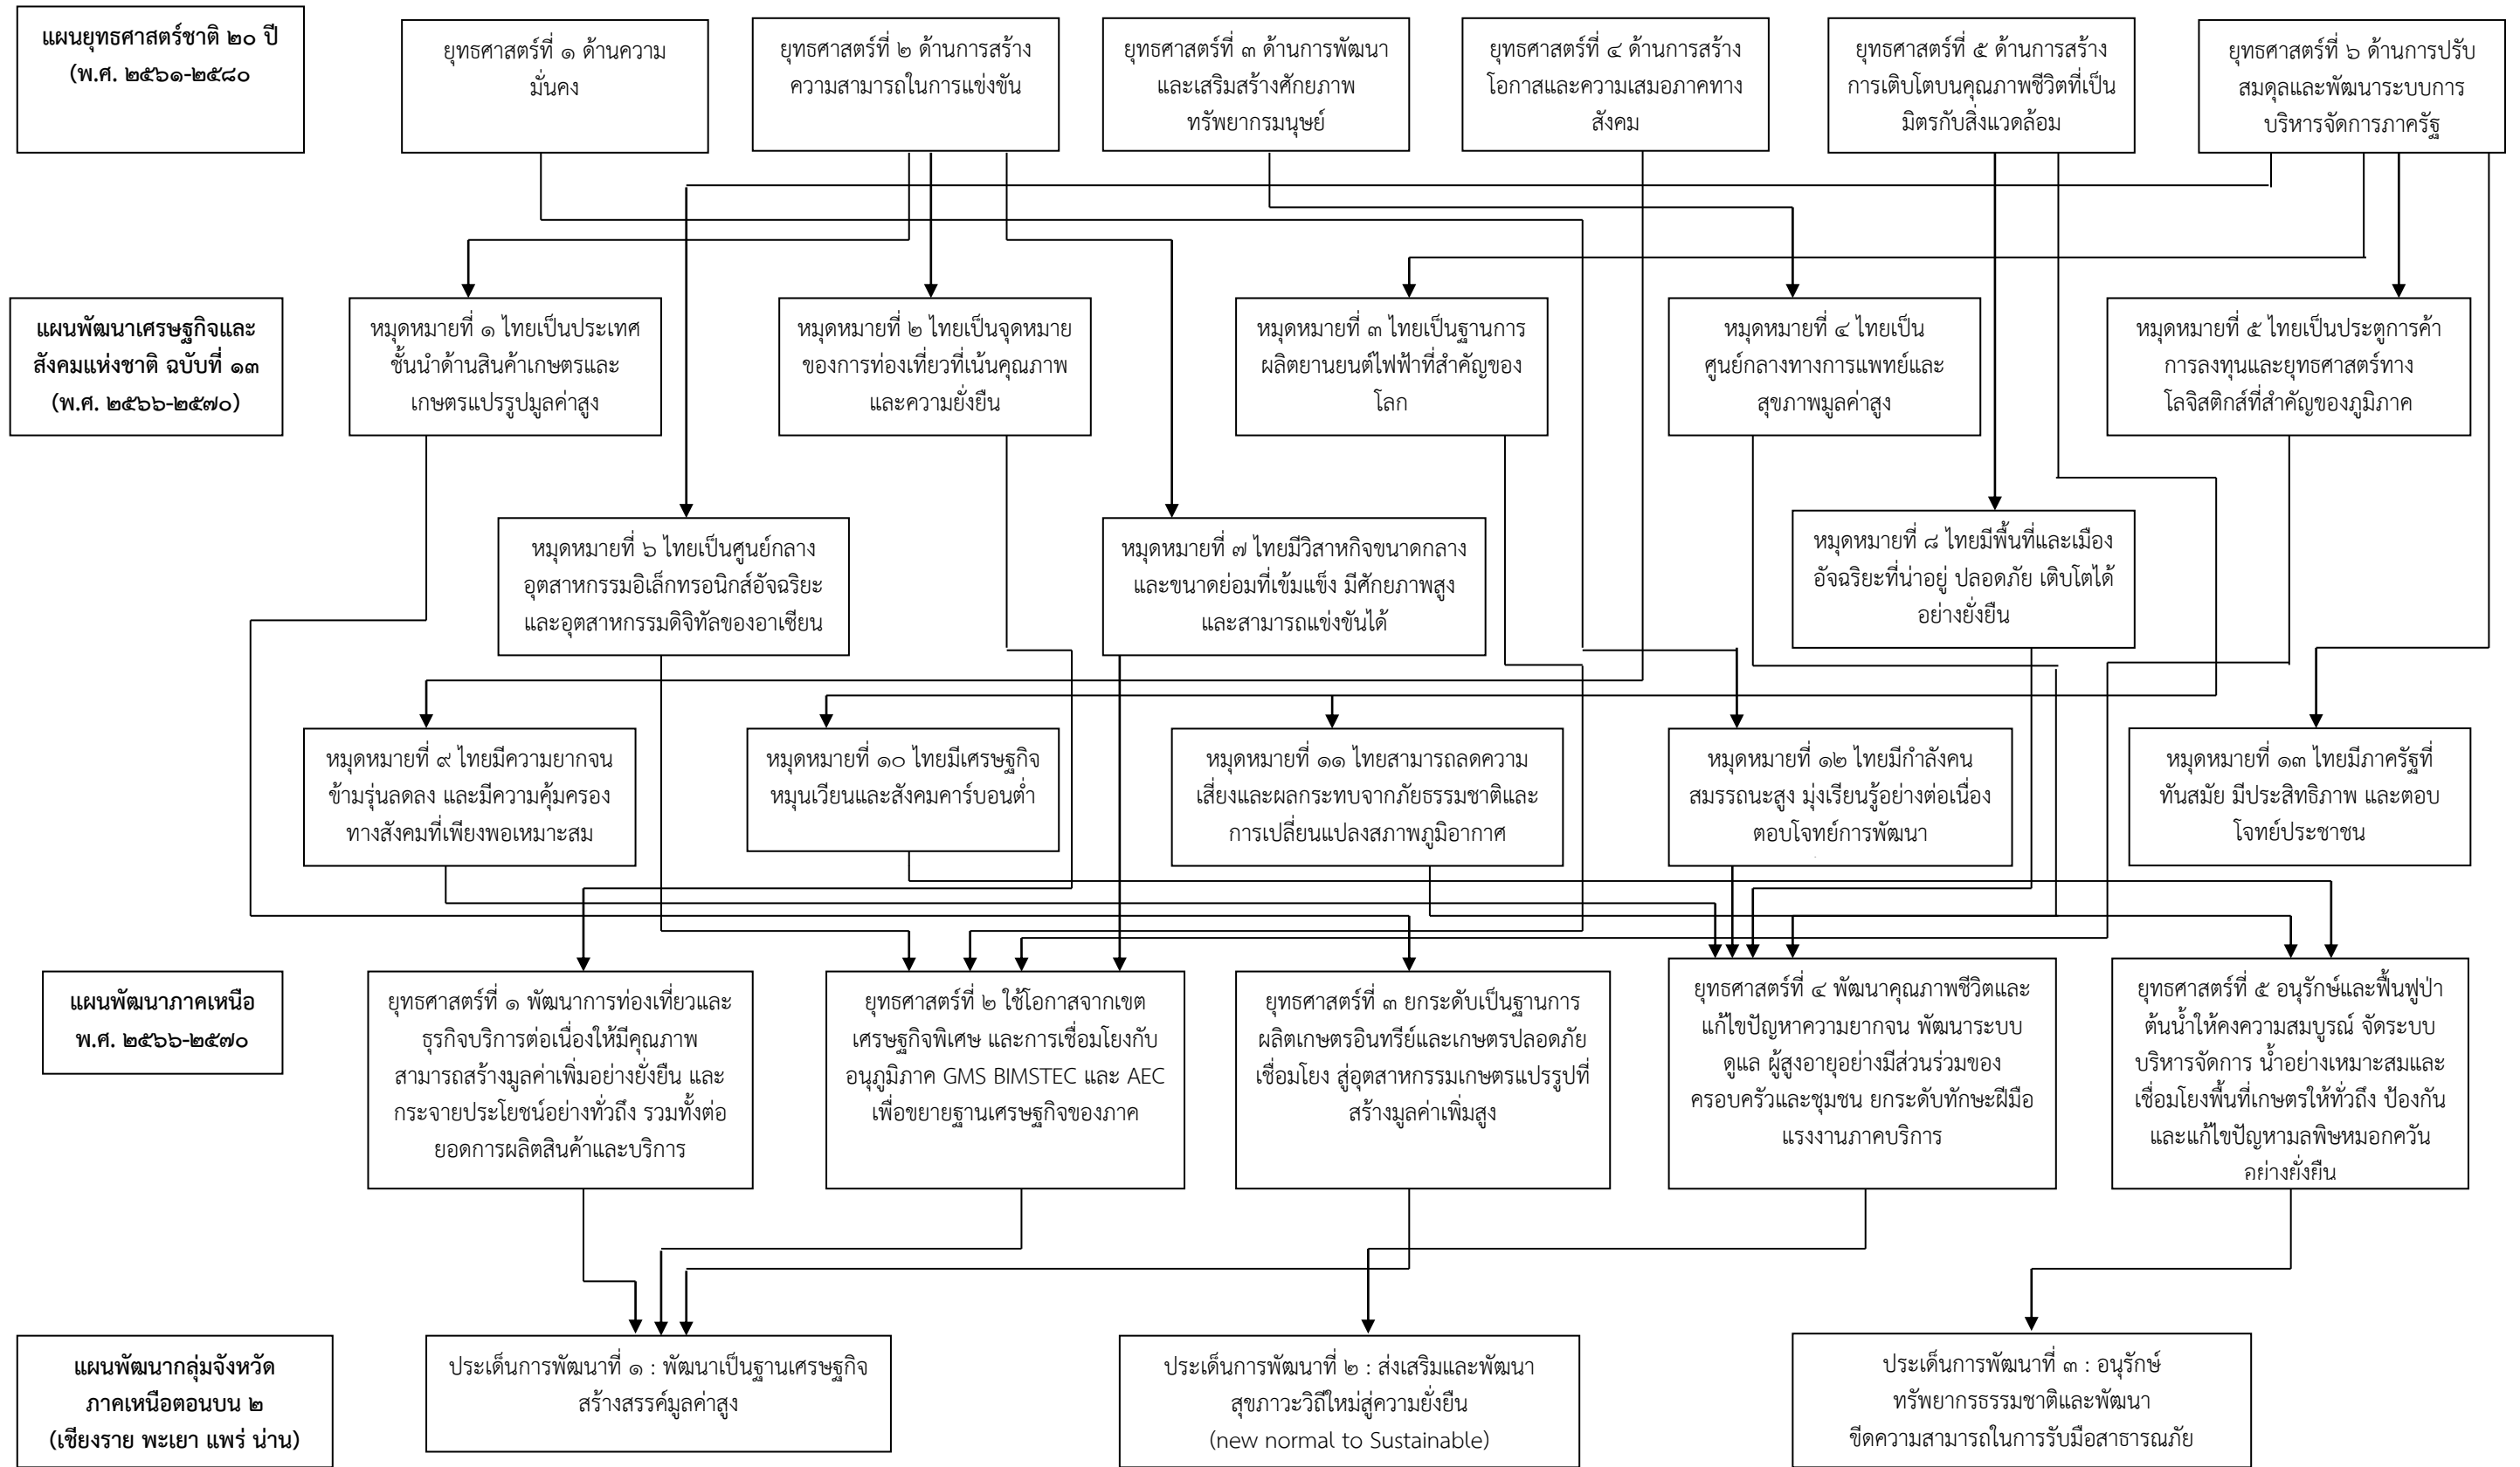 แผนยุทธศาสตร์ชาติ ๒๐ ปี
(พ.ศ. ๒๕๖๑-๒๕๘๐
ยุทธศาสตร์ที่ ๑ ด้านความ
มั่นคง
ยุทธศาสตร์ที่ ๒ ด้านการสร้าง
ความสามารถในการแข่งขัน
ยุทธศาสตร์ที่ ๓ ด้านการพัฒนา
และเสริมสร้างศักยภาพ
ทรัพยากรมนุษย์
ยุทธศาสตร์ที่ ๔ ด้านการสร้าง
โอกาสและความเสมอภาคทาง
สังคม
ยุทธศาสตร์ที่ ๕ ด้านการสร้าง
การเติบโตบนคุณภาพชีวิตที่เป็น
มิตรกับสิ่งแวดล้อม
ยุทธศาสตร์ที่ ๖ ด้านการปรับ
สมดุลและพัฒนาระบบการ
บริหารจัดการภาครัฐ
แผนพัฒนาเศรษฐกิจและ
สังคมแห่งชาติ ฉบับที่ ๑๓
(พ.ศ. ๒๕๖๖-๒๕๗๐)
หมุดหมายที่ ๑ ไทยเป็นประเทศ
ชั้นนำด้านสินค้าเกษตรและ
เกษตรแปรรูปมูลค่าสูง
หมุดหมายที่ ๒ ไทยเป็นจุดหมาย
ของการท่องเที่ยวที่เน้นคุณภาพ
และความยั่งยืน
หมุดหมายที่ ๓ ไทยเป็นฐานการ
ผลิตยานยนต์ไฟฟ้าที่สำคัญของ
โลก
หมุดหมายที่ ๔ ไทยเป็น
ศูนย์กลางทางการแพทย์และ
สุขภาพมูลค่าสูง
หมุดหมายที่ ๕ ไทยเป็นประตูการค้า
การลงทุนและยุทธศาสตร์ทาง
โลจิสติกส์ที่สำคัญของภูมิภาค
หมุดหมายที่ ๖ ไทยเป็นศูนย์กลาง
อุตสาหกรรมอิเล็กทรอนิกส์อัจฉริยะ
และอุตสาหกรรมดิจิทัลของอาเซียน
หมุดหมายที่ ๗ ไทยมีวิสาหกิจขนาดกลาง
และขนาดย่อมที่เข้มแข็ง มีศักยภาพสูง
และสามารถแข่งขันได้
หมุดหมายที่ ๘ ไทยมีพื้นที่และเมือง
อัจฉริยะที่น่าอยู่ ปลอดภัย เติบโตได้
อย่างยั่งยืน
หมุดหมายที่ ๙ ไทยมีความยากจน
ข้ามรุ่นลดลง และมีความคุ้มครอง
ทางสังคมที่เพียงพอเหมาะสม
หมุดหมายที่ ๑๐ ไทยมีเศรษฐกิจ
หมุนเวียนและสังคมคาร์บอนต่ำ
หมุดหมายที่ ๑๑ ไทยสามารถลดความ
เสี่ยงและผลกระทบจากภัยธรรมชาติและ
การเปลี่ยนแปลงสภาพภูมิอากาศ
หมุดหมายที่ ๑๒ ไทยมีกำลังคน
สมรรถนะสูง มุ่งเรียนรู้อย่างต่อเนื่อง
ตอบโจทย์การพัฒนา
หมุดหมายที่ ๑๓ ไทยมีภาครัฐที่
ทันสมัย มีประสิทธิภาพ และตอบ
โจทย์ประชาชน
แผนพัฒนาภาคเหนือ
พ.ศ. ๒๕๖๖-๒๕๗๐
ยุทธศาสตร์ที่ ๑ พัฒนาการท่องเที่ยวและ
ธุรกิจบริการต่อเนื่องให้มีคุณภาพ
สามารถสร้างมูลค่าเพิ่มอย่างยั่งยืน และ
กระจายประโยชน์อย่างทั่วถึง รวมทั้งต่อ
ยอดการผลิตสินค้าและบริการ
ยุทธศาสตร์ที่ ๒ ใช้โอกาสจากเขต
เศรษฐกิจพิเศษ และการเชื่อมโยงกับ
อนุภูมิภาค GMS BIMSTEC และ AEC
เพื่อขยายฐานเศรษฐกิจของภาค
ยุทธศาสตร์ที่ ๓ ยกระดับเป็นฐานการ
ผลิตเกษตรอินทรีย์และเกษตรปลอดภัย
เชื่อมโยง สู่อุตสาหกรรมเกษตรแปรรูปที่
สร้างมูลค่าเพิ่มสูง
ยุทธศาสตร์ที่ ๔ พัฒนาคุณภาพชีวิตและ
แก้ไขปัญหาความยากจน พัฒนาระบบ
ดูแล ผู้สูงอายุอย่างมีส่วนร่วมของ
ครอบครัวและชุมชน ยกระดับทักษะฝีมือ
แรงงานภาคบริการ
ยุทธศาสตร์ที่ ๕ อนุรักษ์และฟื้นฟูป่า
ต้นน้ำให้คงความสมบูรณ์ จัดระบบ
บริหารจัดการ น้ำอย่างเหมาะสมและ
เชื่อมโยงพื้นที่เกษตรให้ทั่วถึง ป้องกัน
และแก้ไขปัญหามลพิษหมอกควัน
อย่างยั่งยืน
แผนพัฒนากลุ่มจังหวัด
ภาคเหนือตอนบน ๒
(เชียงราย พะเยา แพร่ น่าน)
ประเด็นการพัฒนาที่ ๑ : พัฒนาเป็นฐานเศรษฐกิจ
สร้างสรรค์มูลค่าสูง
ประเด็นการพัฒนาที่ ๒ : ส่งเสริมและพัฒนา
สุขภาวะวิถีใหม่สู่ความยั่งยืน
(new normal to Sustainable)
ประเด็นการพัฒนาที่ ๓ : อนุรักษ์
ทรัพยากรธรรมชาติและพัฒนา
ขีดความสามารถในการรับมือสาธารณภัย